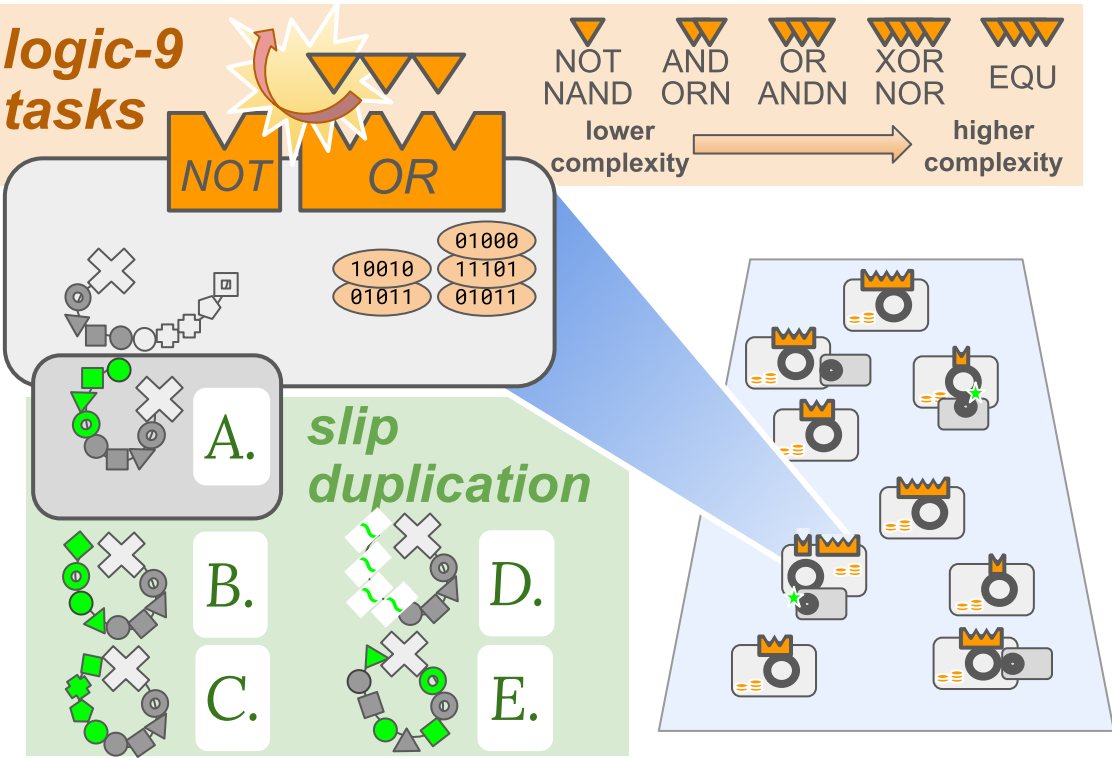 logic-9
tasks
NOT
NAND
AND
ORN
OR
ANDN
XOR
NOR
EQU
lower
complexity
higher
complexity
NOT
OR
01000
10010
11101
01011
01011
A.
slip
duplication
B.
D.
C.
E.